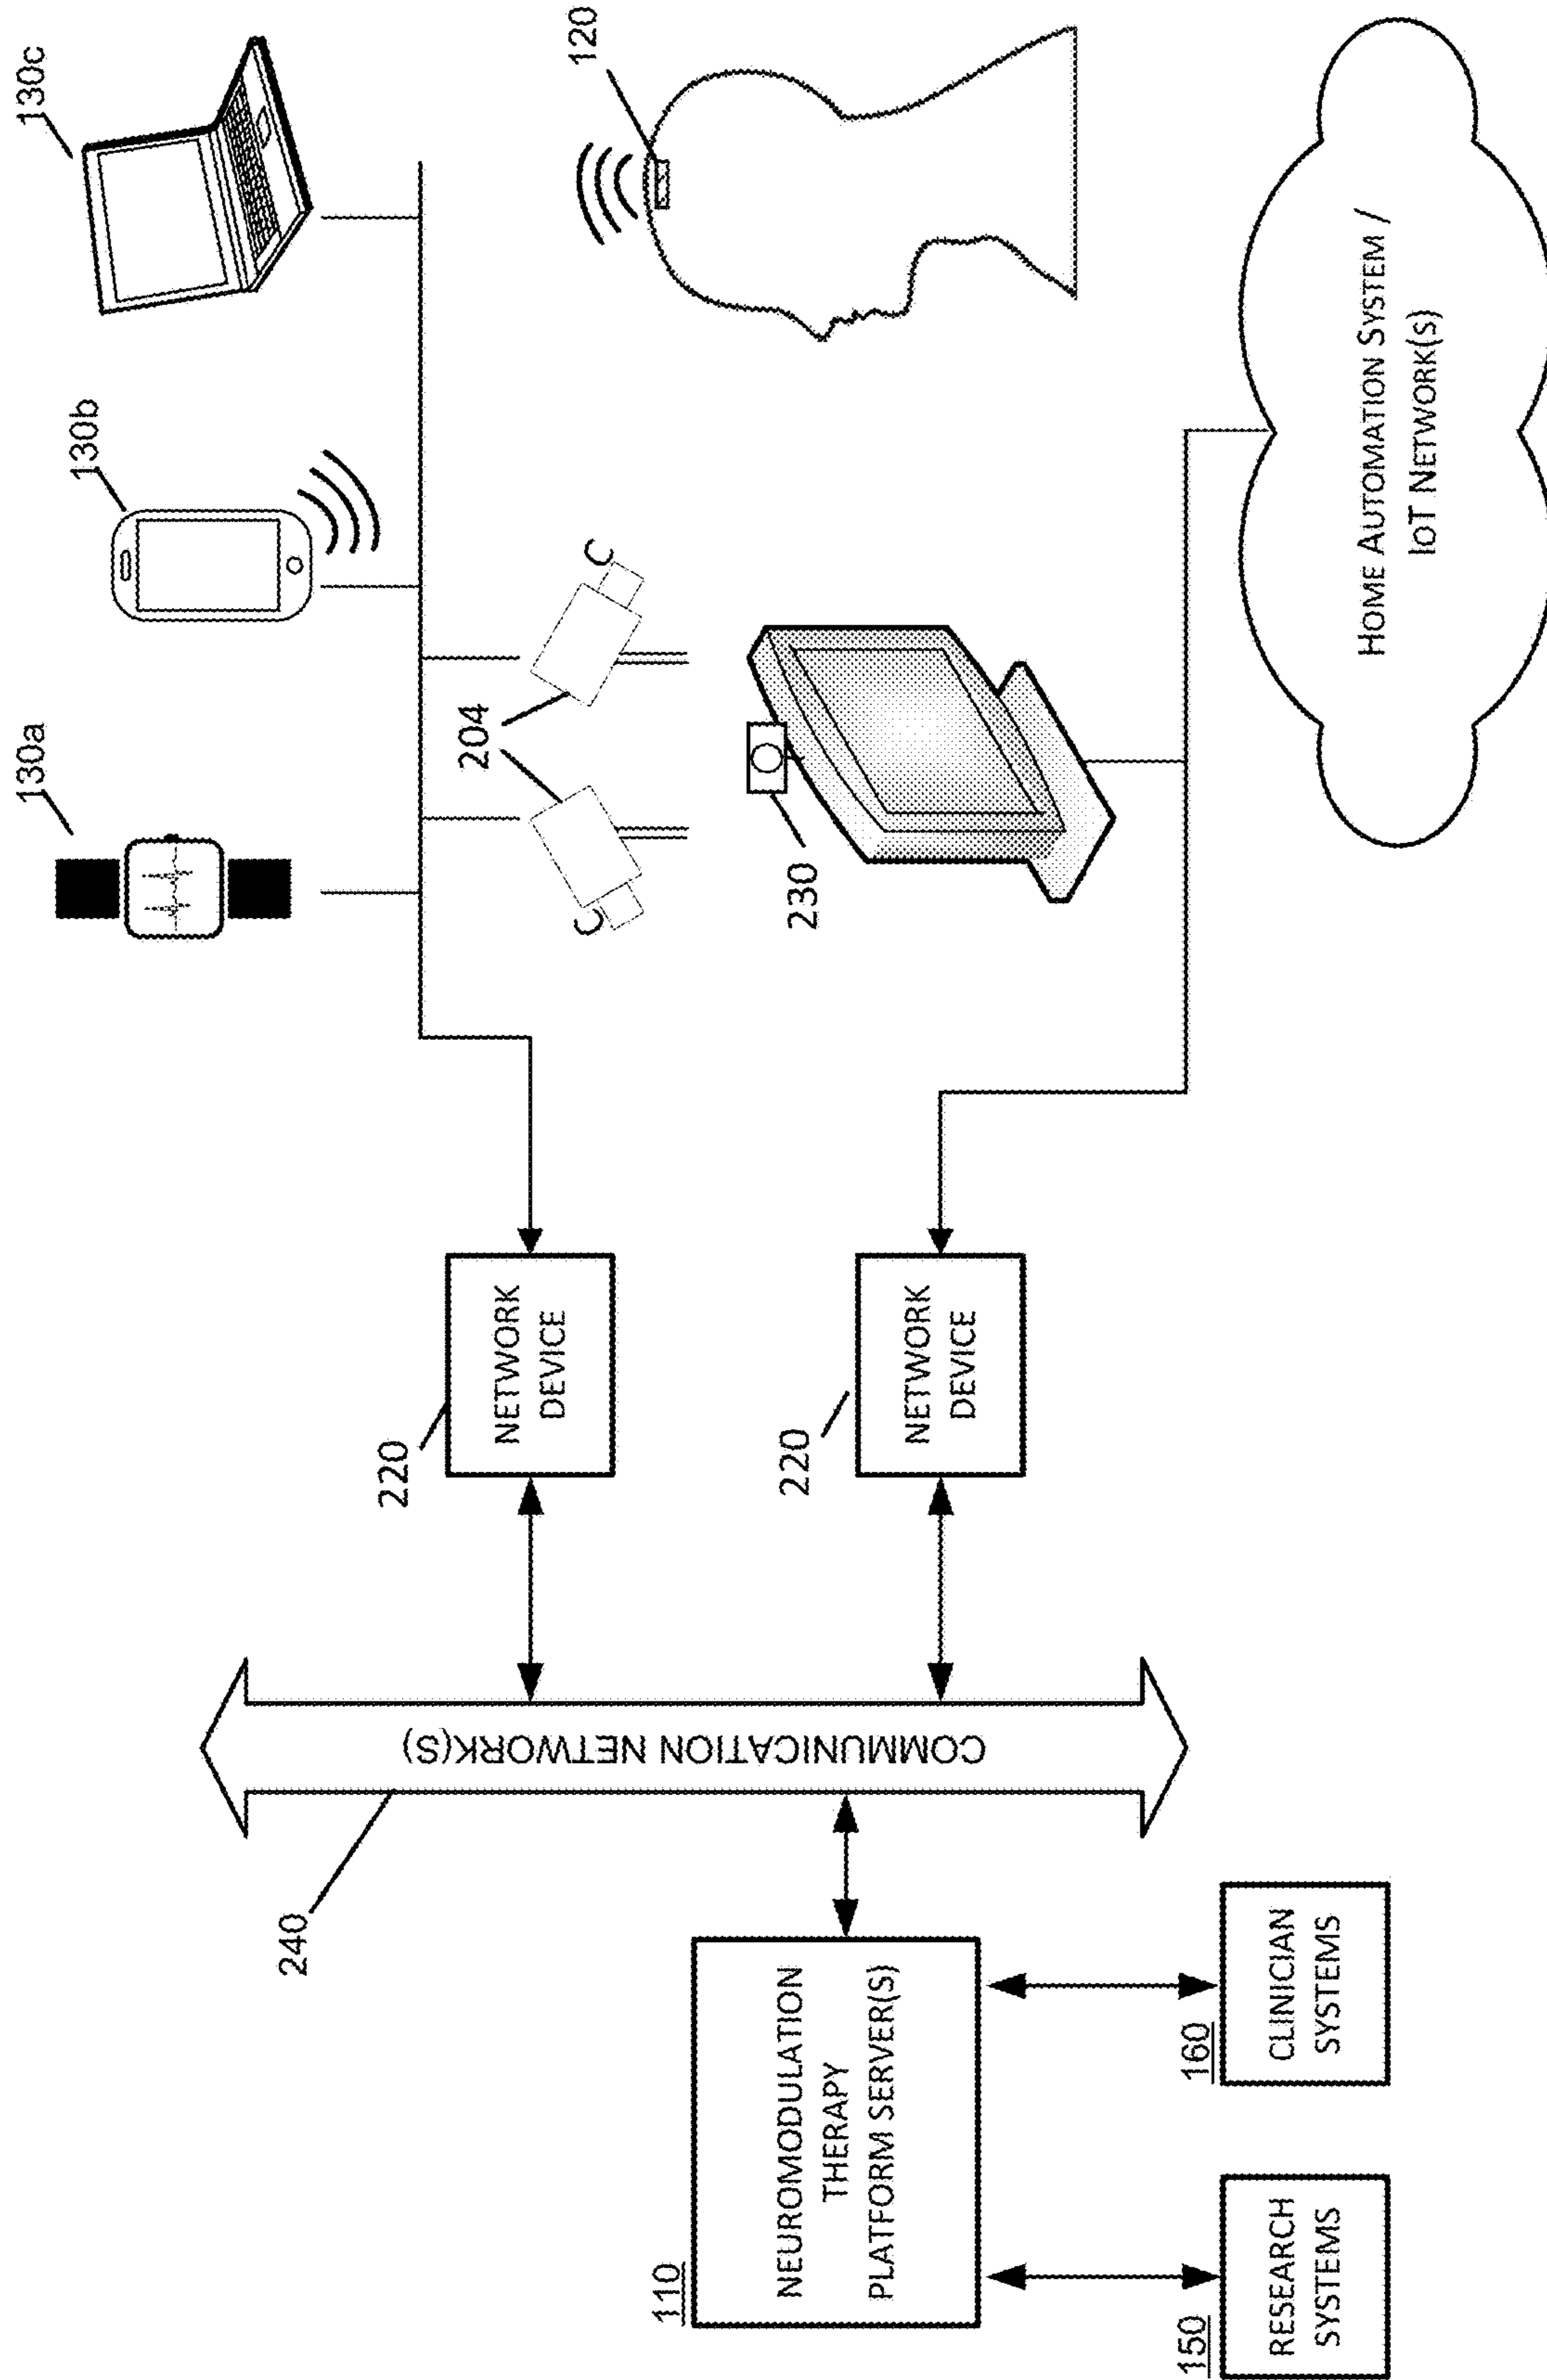 130a
130b
130c
204
120
230
220
NETWORK
DEVICE
220
NETWORK
DEVICE
HOME AUTOMATION SYSTEM /
IOT NETWORK(S)
240
COMMUNICATION NETWORK(S)
110
NEUROMODULATION
THERAPY
PLATFORM SERVER(S)
150
RESEARCH
SYSTEMS
160
CLINICIAN
SYSTEMS